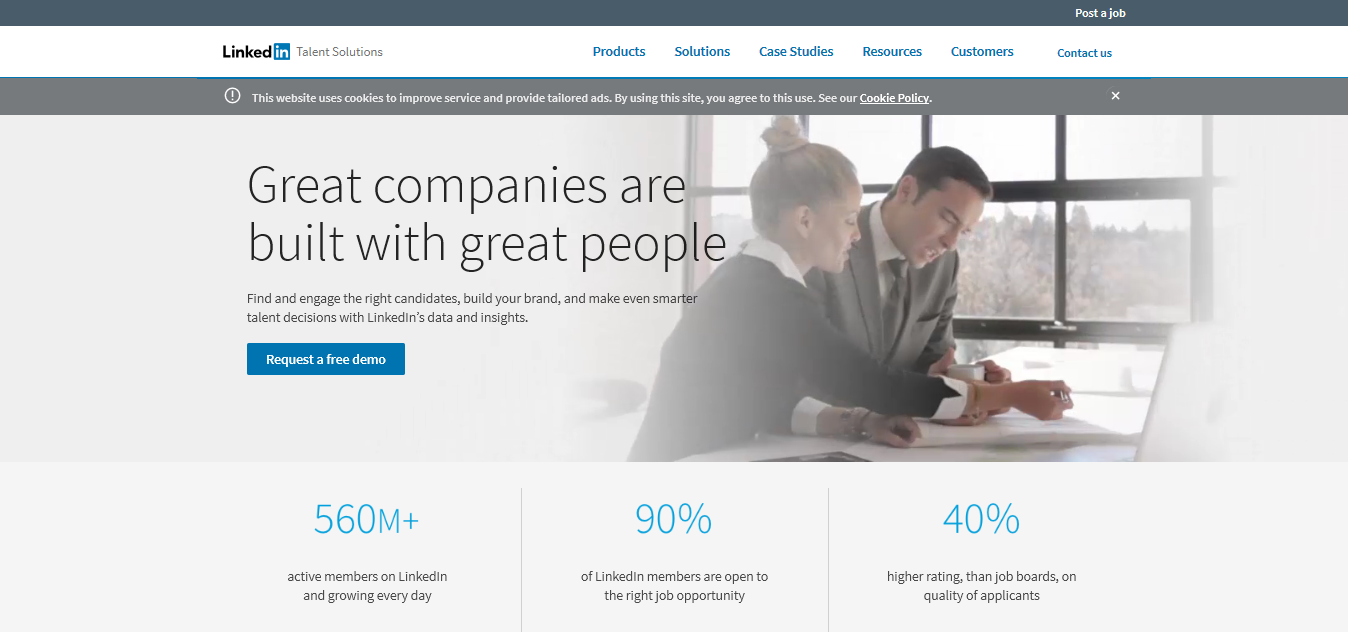 Post a job
LinkedIn Talent Solutions
Products Solutions Case Studies Resources Customers Contact us
This website uses cookies to improve service and provide tailored ads. By using this site, you agree to this use. See our Cookie Policy.
Great companies are
built with great people
Find and engage the right candidates, build your brand, and make even smarter
talent decisions with LinkedIn’s data and insights.
Request a free demo
560M+
active members on LinkedIn
and growing every day
90%
of LinkedIn members are open to
the right job opportunity
40%
higher rating, than job boards, on
quality of applicants